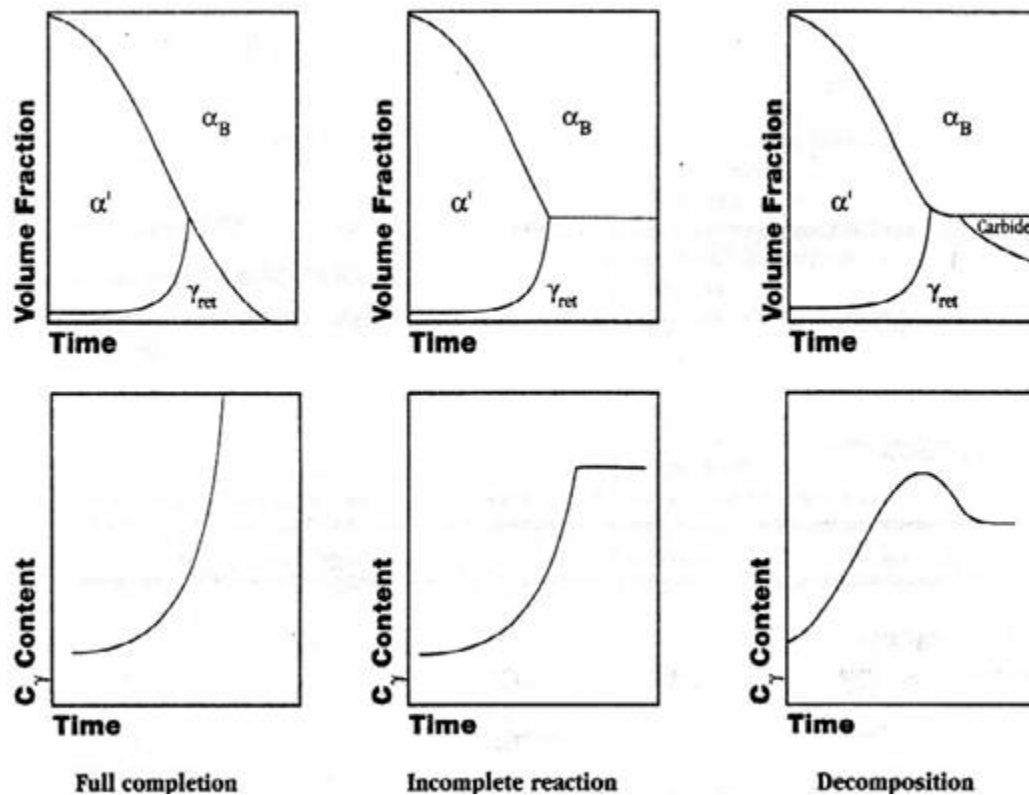 Volume Fraction
α'
α_B
γ_ret
Time
Volume Fraction
α'
α_B
γ_ret
Time
Volume Fraction
α'
α_B
Carbide
γ_ret
Time
C_γ Content
Time
C_γ Content
Time
C_γ Content
Time
Full completion
Incomplete reaction
Decomposition